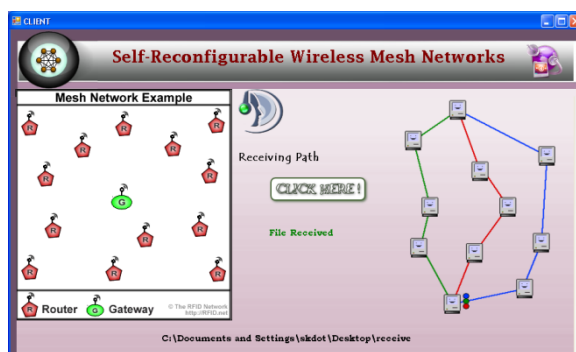 CLIENT
Self-Reconfigurable Wireless Mesh Networks
Mesh Network Example
R
R
R
R
R
R
R
G
R
R
R
R
R
Router
Gateway
© The RFID Network
http://RFID.net
Receiving Path
CLICK HERE !
File Received
C:\Documents and Settings\skdot\Desktop\receive